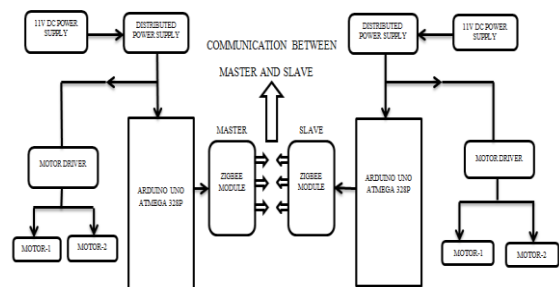 11V DC POWER
SUPPLY
DISTRIBUTED
POWER SUPPLY
COMMUNICATION BETWEEN
MASTER AND SLAVE
DISTRIBUTED
POWER SUPPLY
11V DC POWER
SUPPLY
MOTOR DRIVER
MOTOR-1
MOTOR-2
ARDUINO UNO
ATMEGA 328P
MASTER
ZIGBEE
MODULE
SLAVE
ZIGBEE
MODULE
ARDUINO UNO
ATMEGA 328P
MOTOR DRIVER
MOTOR-1
MOTOR-2